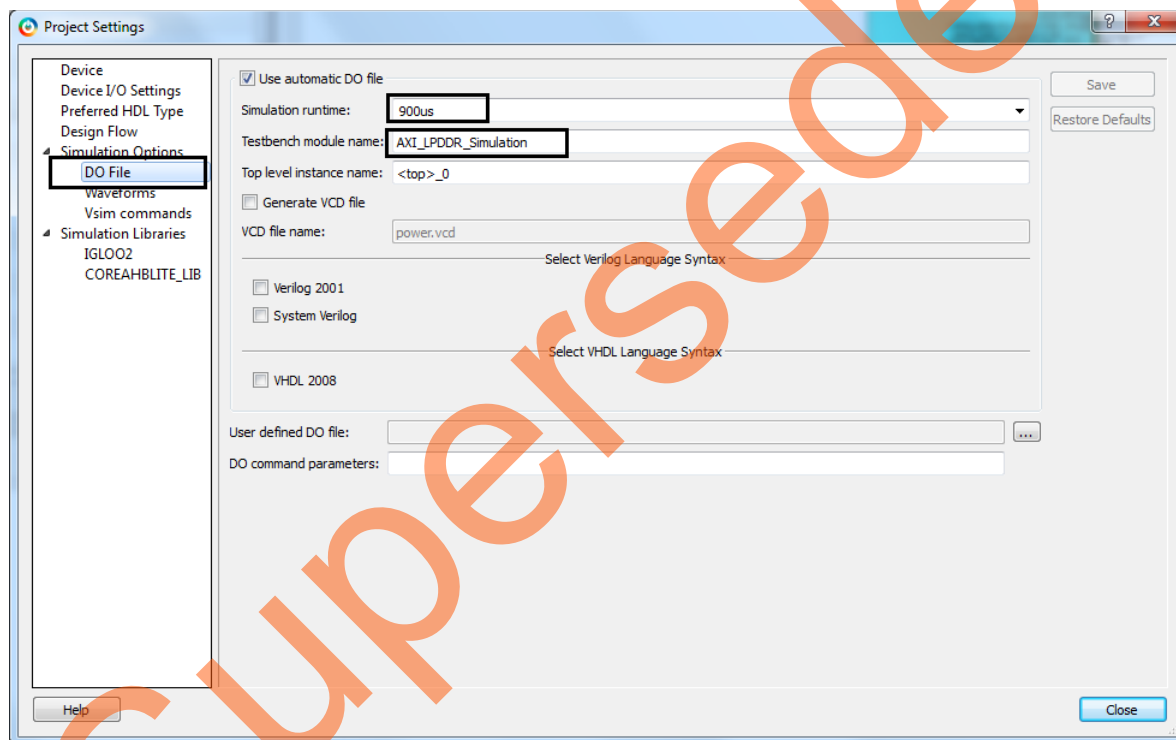 Project Settings
Device
Device I/O Settings
Preferred HDL Type
Design Flow
Simulation Options
DO File
Waveforms
Vsim commands
Simulation Libraries
IGLOO2
COREAHBLITE_LIB
Use automatic DO file
Simulation runtime: 900us
Testbench module name: AXI_LPDDR_Simulation
Top level instance name: <top>_0
Generate VCD file
VCD file name: power.vcd
Select Verilog Language Syntax
Verilog 2001
System Verilog
Select VHDL Language Syntax
VHDL 2008
User defined DO file:
...
DO command parameters:
Save
Restore Defaults
Help
Close
Superseded